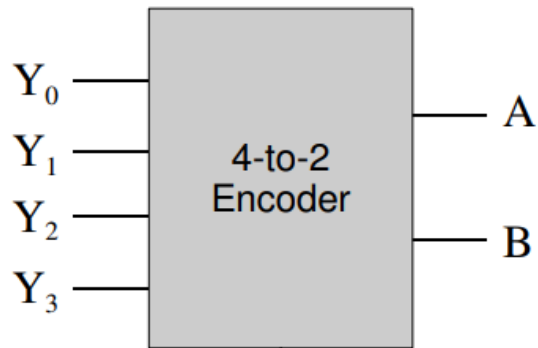 Y₀
Y₁
Y₂
Y₃
4-to-2
Encoder
A
B